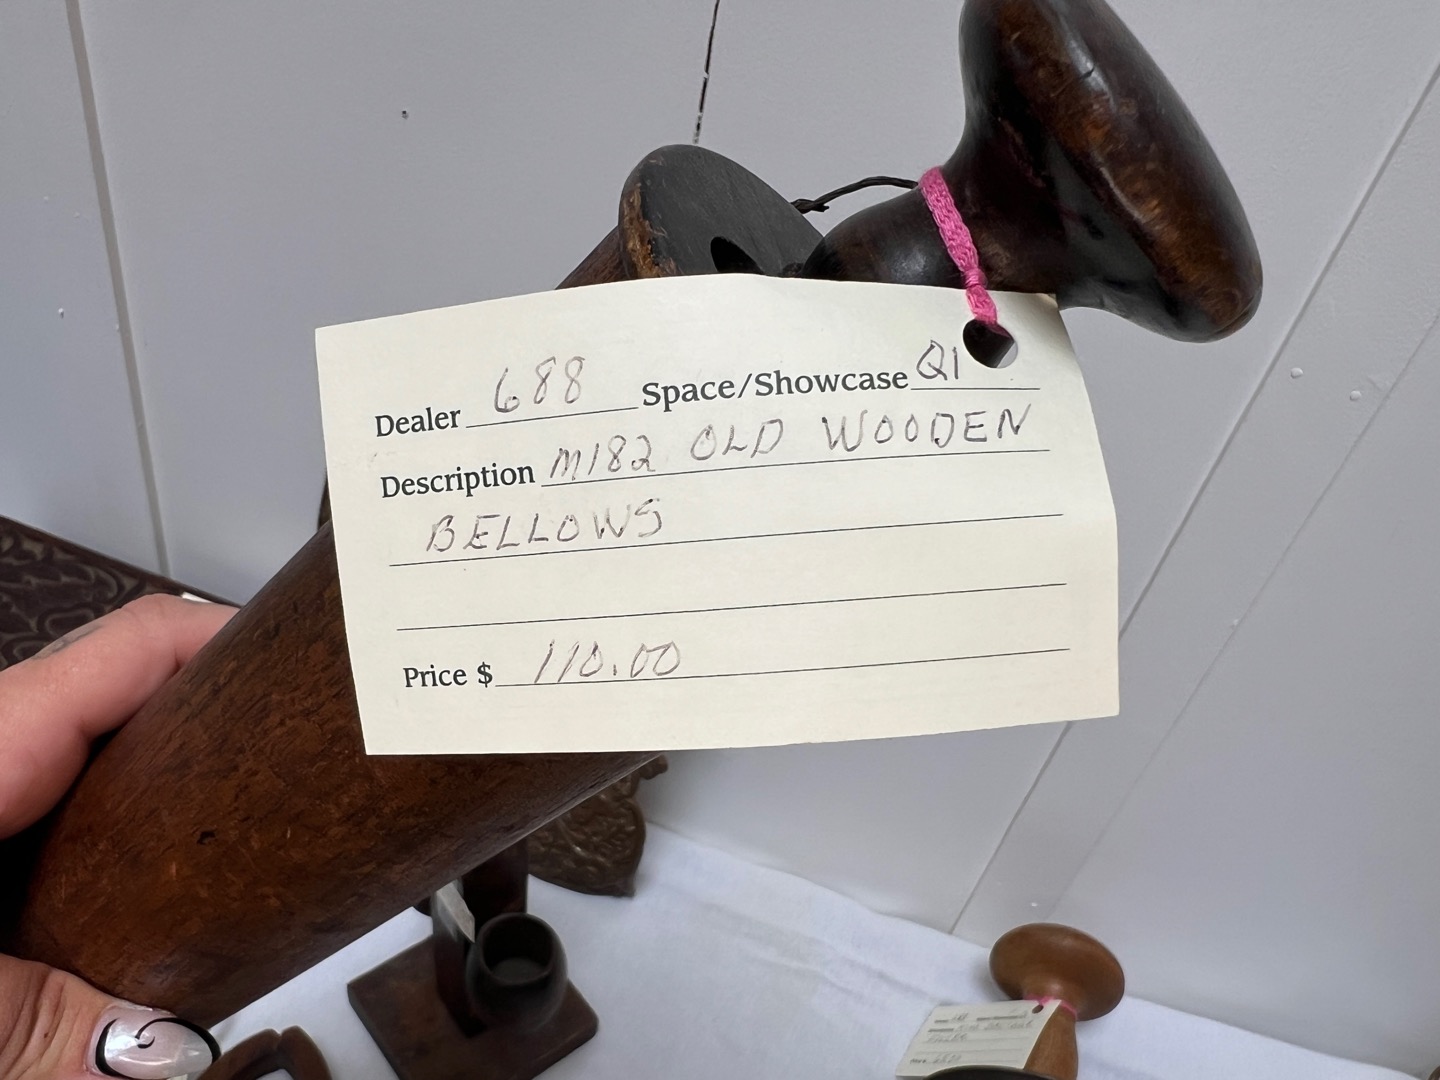 Dealer 688 Space/Showcase Q1
Description M182 OLD WOODEN
BELLOWS
Price $ 110.00